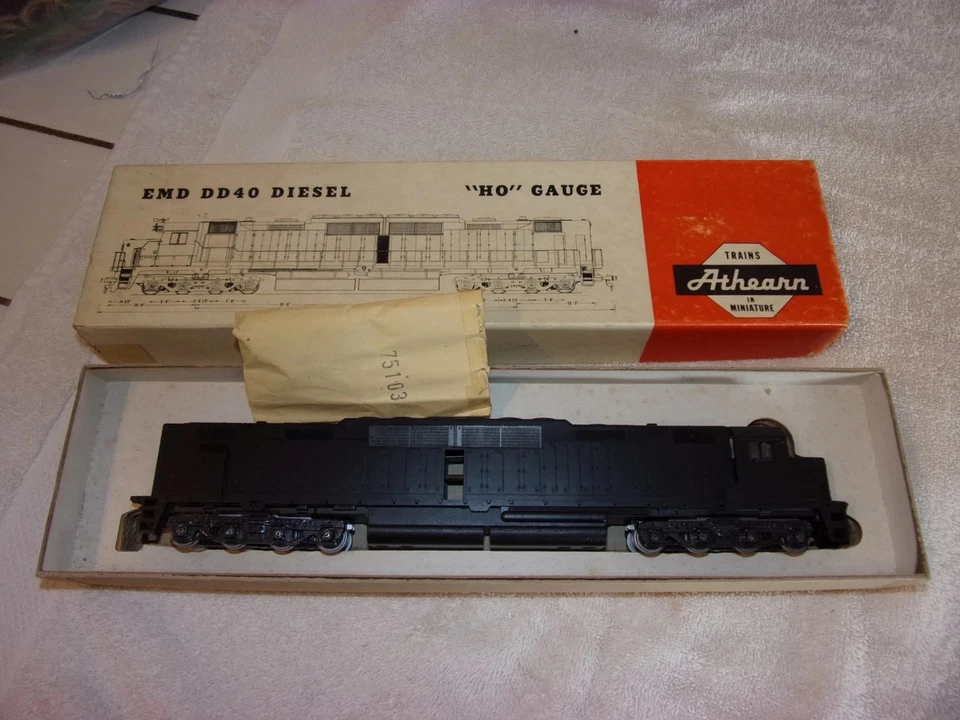 EMD DD40 DIESEL
"HO" GAUGE
TRAINS
Athearn
IN
MINIATURE
75103